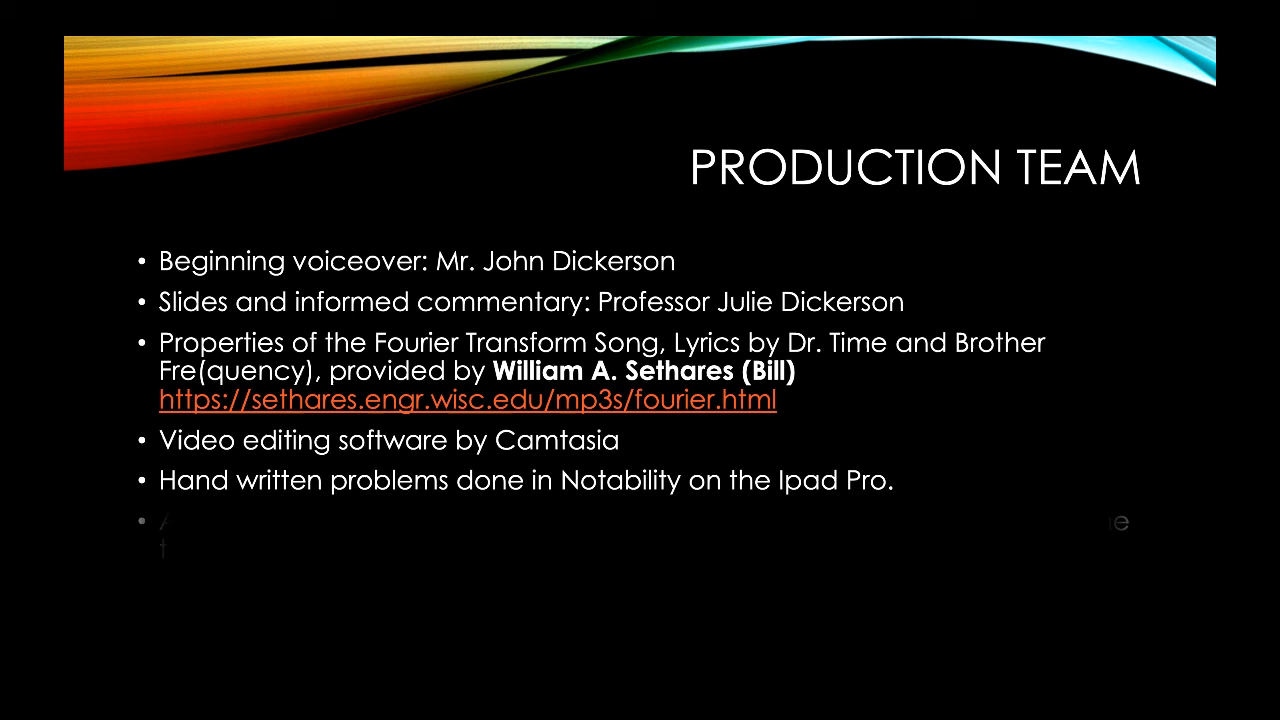 PRODUCTION TEAM
• Beginning voiceover: Mr. John Dickerson
• Slides and informed commentary: Professor Julie Dickerson
• Properties of the Fourier Transform Song, Lyrics by Dr. Time and Brother
Fre(quency), provided by William A. Sethares (Bill)
https://sethares.engr.wisc.edu/mp3s/fourier.html
• Video editing software by Camtasia
• Hand written problems done in Notability on the Ipad Pro.